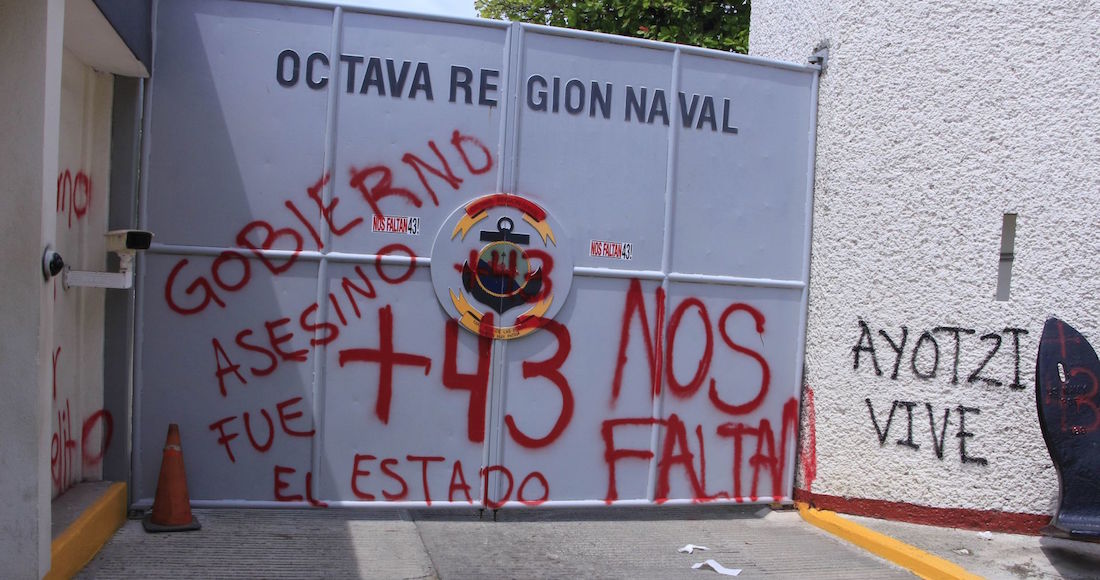 OCTAVA REGION NAVAL
GOBIERNO
ASESINO
NOS FALTAN 43!
NOS FALTAN 43!
+43
+43
NOS
FALTAN
FUE
EL ESTADO
AYOTZI
VIVE